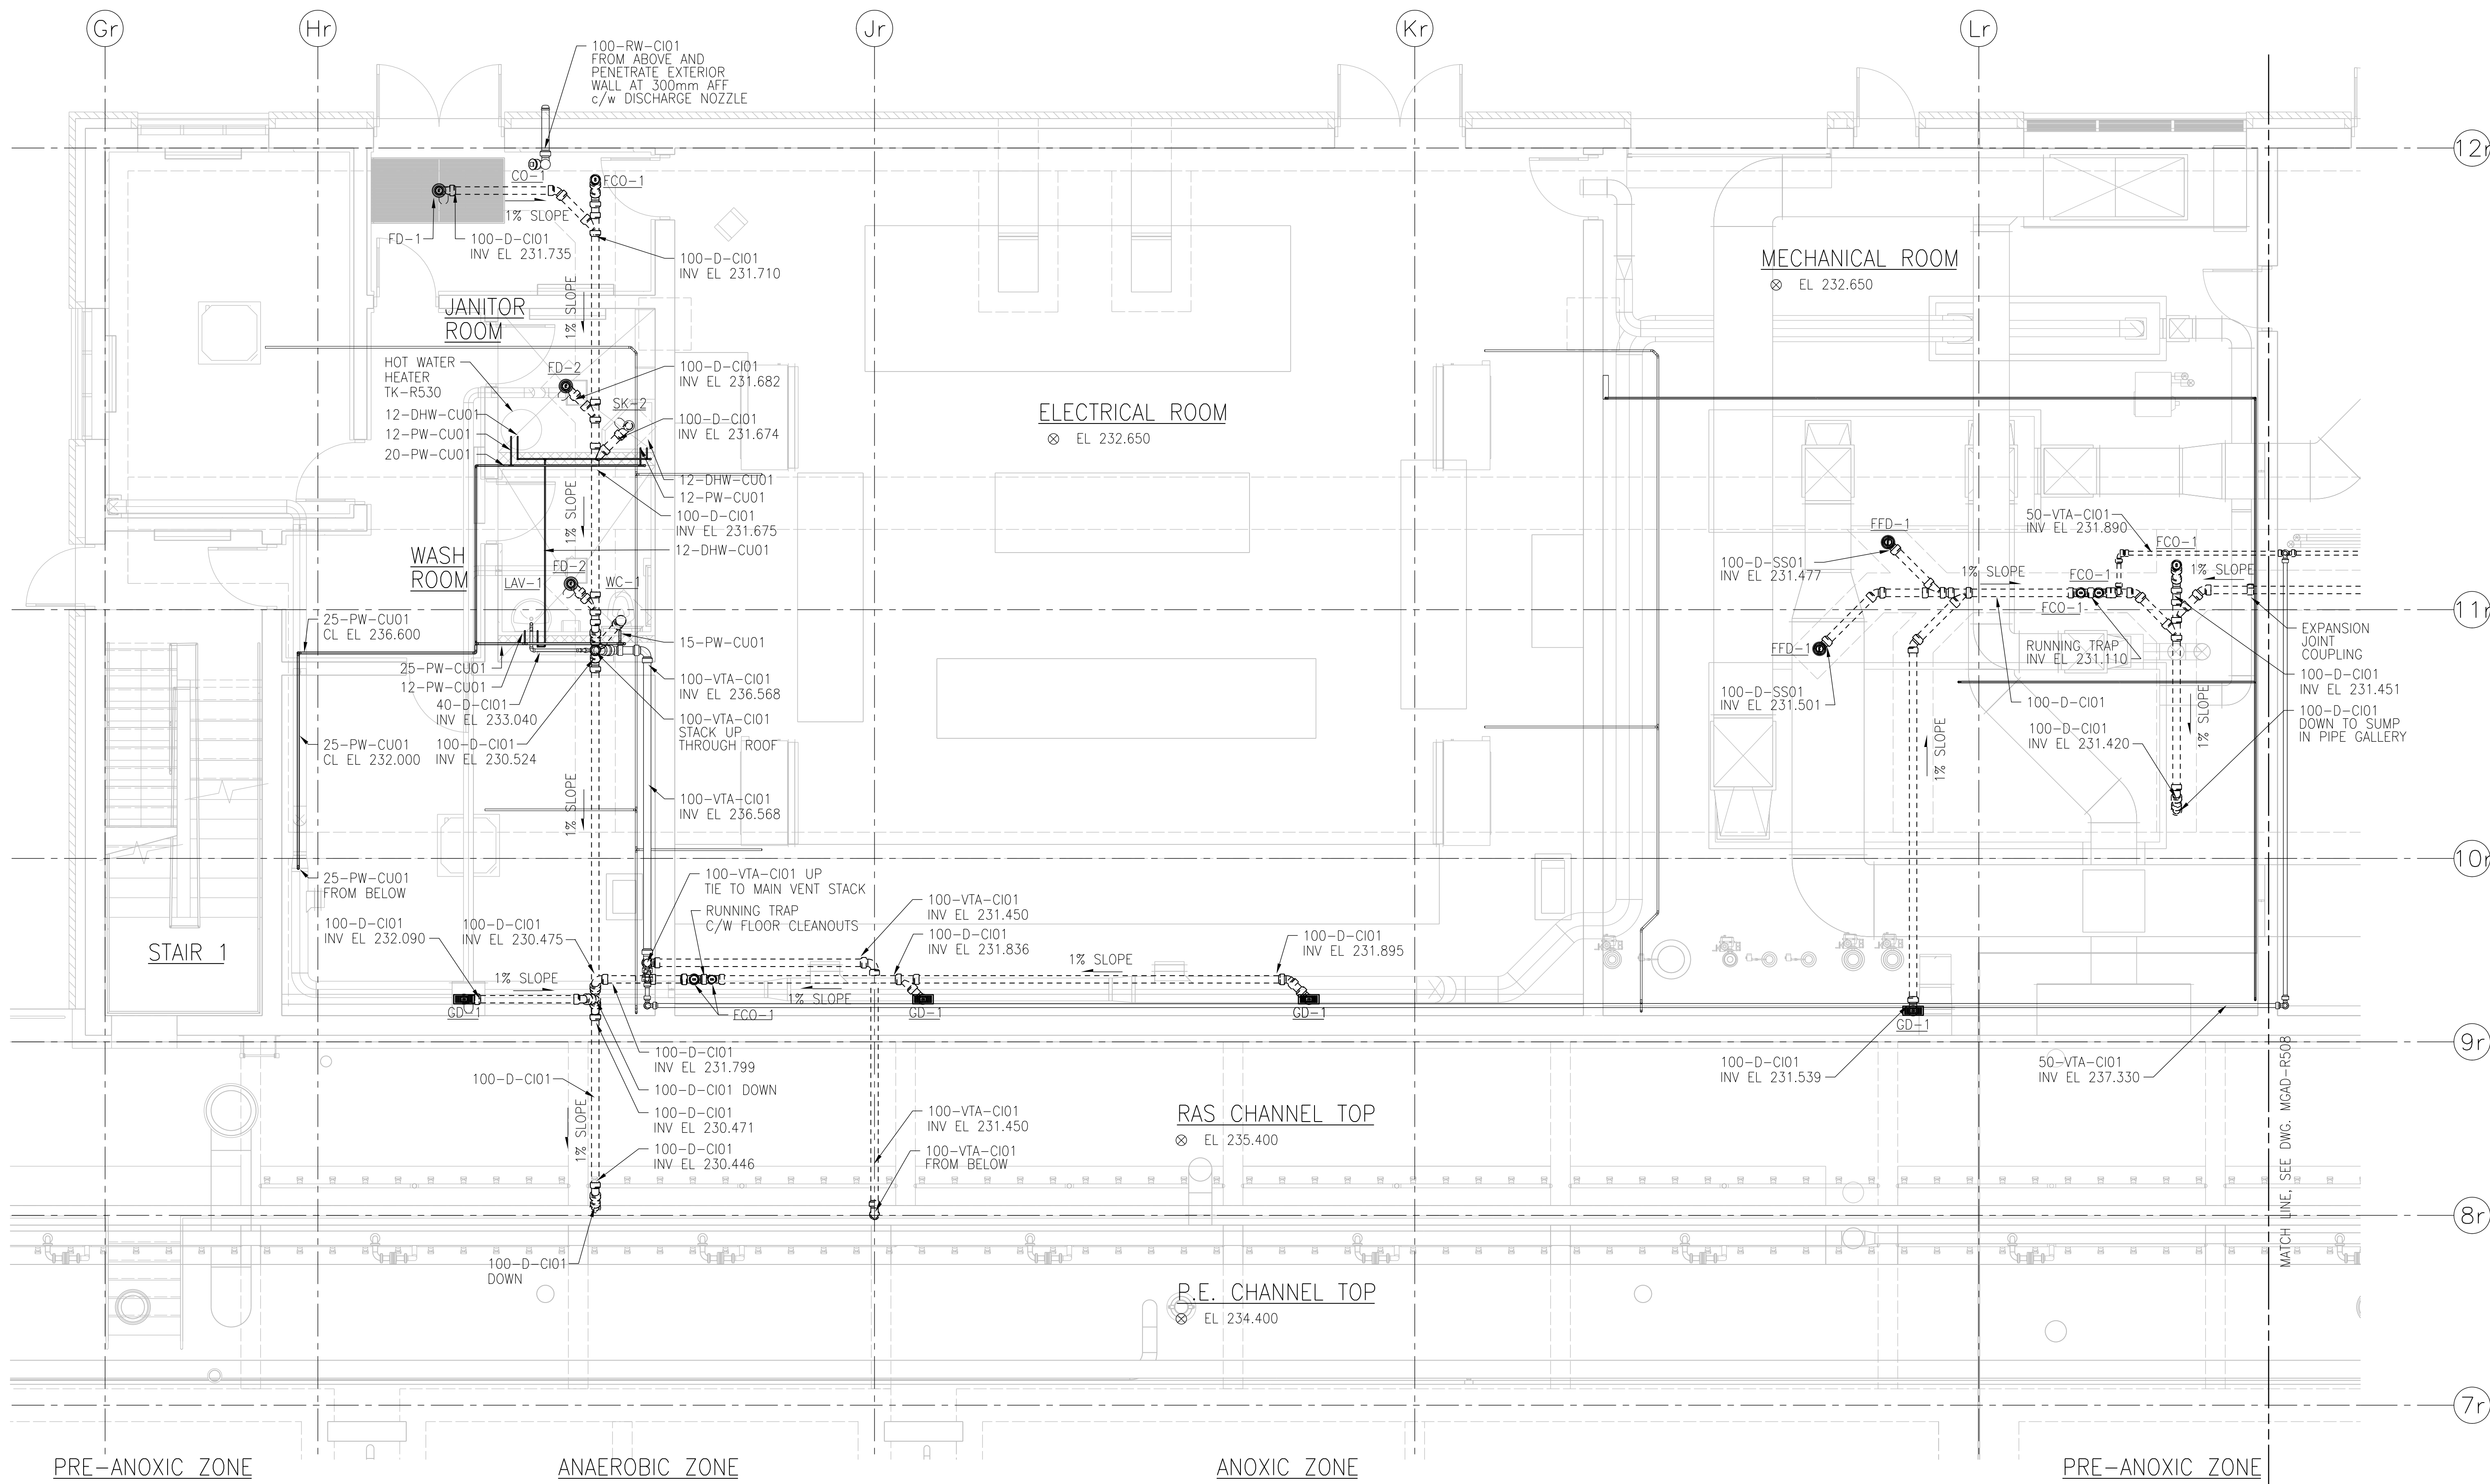 Gr
Hr
Jr
Kr
Lr
100-RW-CI01
FROM ABOVE AND
PENETRATE EXTERIOR
WALL AT 300mm AFF
c/w DISCHARGE NOZZLE
12r
CO-1
FCO-1
1% SLOPE
FD-1
100-D-CI01
INV EL 231.735
100-D-CI01
INV EL 231.710
MECHANICAL ROOM
EL 232.650
JANITOR
ROOM
1% SLOPE
HOT WATER
HEATER
TK-R530
FD-2
100-D-CI01
INV EL 231.682
12-DHW-CU01
12-PW-CU01
20-PW-CU01
SK-2
100-D-CI01
INV EL 231.674
ELECTRICAL ROOM
EL 232.650
12-DHW-CU01
12-PW-CU01
100-D-CI01
INV EL 231.675
12-DHW-CU01
1% SLOPE
WASH
ROOM
FD-2
LAV-1
WC-1
50-VTA-CI01
INV EL 231.890
FFD-1
FCO-1
100-D-SS01
INV EL 231.477
1% SLOPE
FCO-1
1% SLOPE
FCO-1
11r
25-PW-CU01
CL EL 236.600
15-PW-CU01
EXPANSION
JOINT
COUPLING
FFD-1
RUNNING TRAP
INV EL 231.110
25-PW-CU01
12-PW-CU01
40-D-CI01
INV EL 233.040
100-VTA-CI01
INV EL 236.568
100-D-SS01
INV EL 231.501
100-D-CI01
100-D-CI01
INV EL 231.451
100-VTA-CI01
STACK UP
THROUGH ROOF
100-D-CI01
DOWN TO SUMP
IN PIPE GALLERY
25-PW-CU01
CL EL 232.000
100-D-CI01
INV EL 230.524
100-D-CI01
INV EL 231.420
1% SLOPE
1% SLOPE
1% SLOPE
100-VTA-CI01
INV EL 236.568
10r
25-PW-CU01
FROM BELOW
100-VTA-CI01 UP
TIE TO MAIN VENT STACK
RUNNING TRAP
C/W FLOOR CLEANOUTS
100-VTA-CI01
INV EL 231.450
100-D-CI01
INV EL 232.090
100-D-CI01
INV EL 230.475
100-D-CI01
INV EL 231.836
100-D-CI01
INV EL 231.895
STAIR 1
1% SLOPE
1% SLOPE
1% SLOPE
GD-1
FCO-1
GD-1
GD-1
GD-1
9r
100-D-CI01
INV EL 231.799
100-D-CI01
INV EL 231.539
50-VTA-CI01
INV EL 237.330
100-D-CI01
100-D-CI01 DOWN
100-D-CI01
INV EL 230.471
1% SLOPE
100-D-CI01
INV EL 230.446
100-VTA-CI01
INV EL 231.450
100-VTA-CI01
FROM BELOW
RAS CHANNEL TOP
EL 235.400
MATCH LINE, SEE DWG. MGAD-R508
8r
100-D-CI01
DOWN
P.E. CHANNEL TOP
EL 234.400
7r
PRE-ANOXIC ZONE
ANAEROBIC ZONE
ANOXIC ZONE
PRE-ANOXIC ZONE